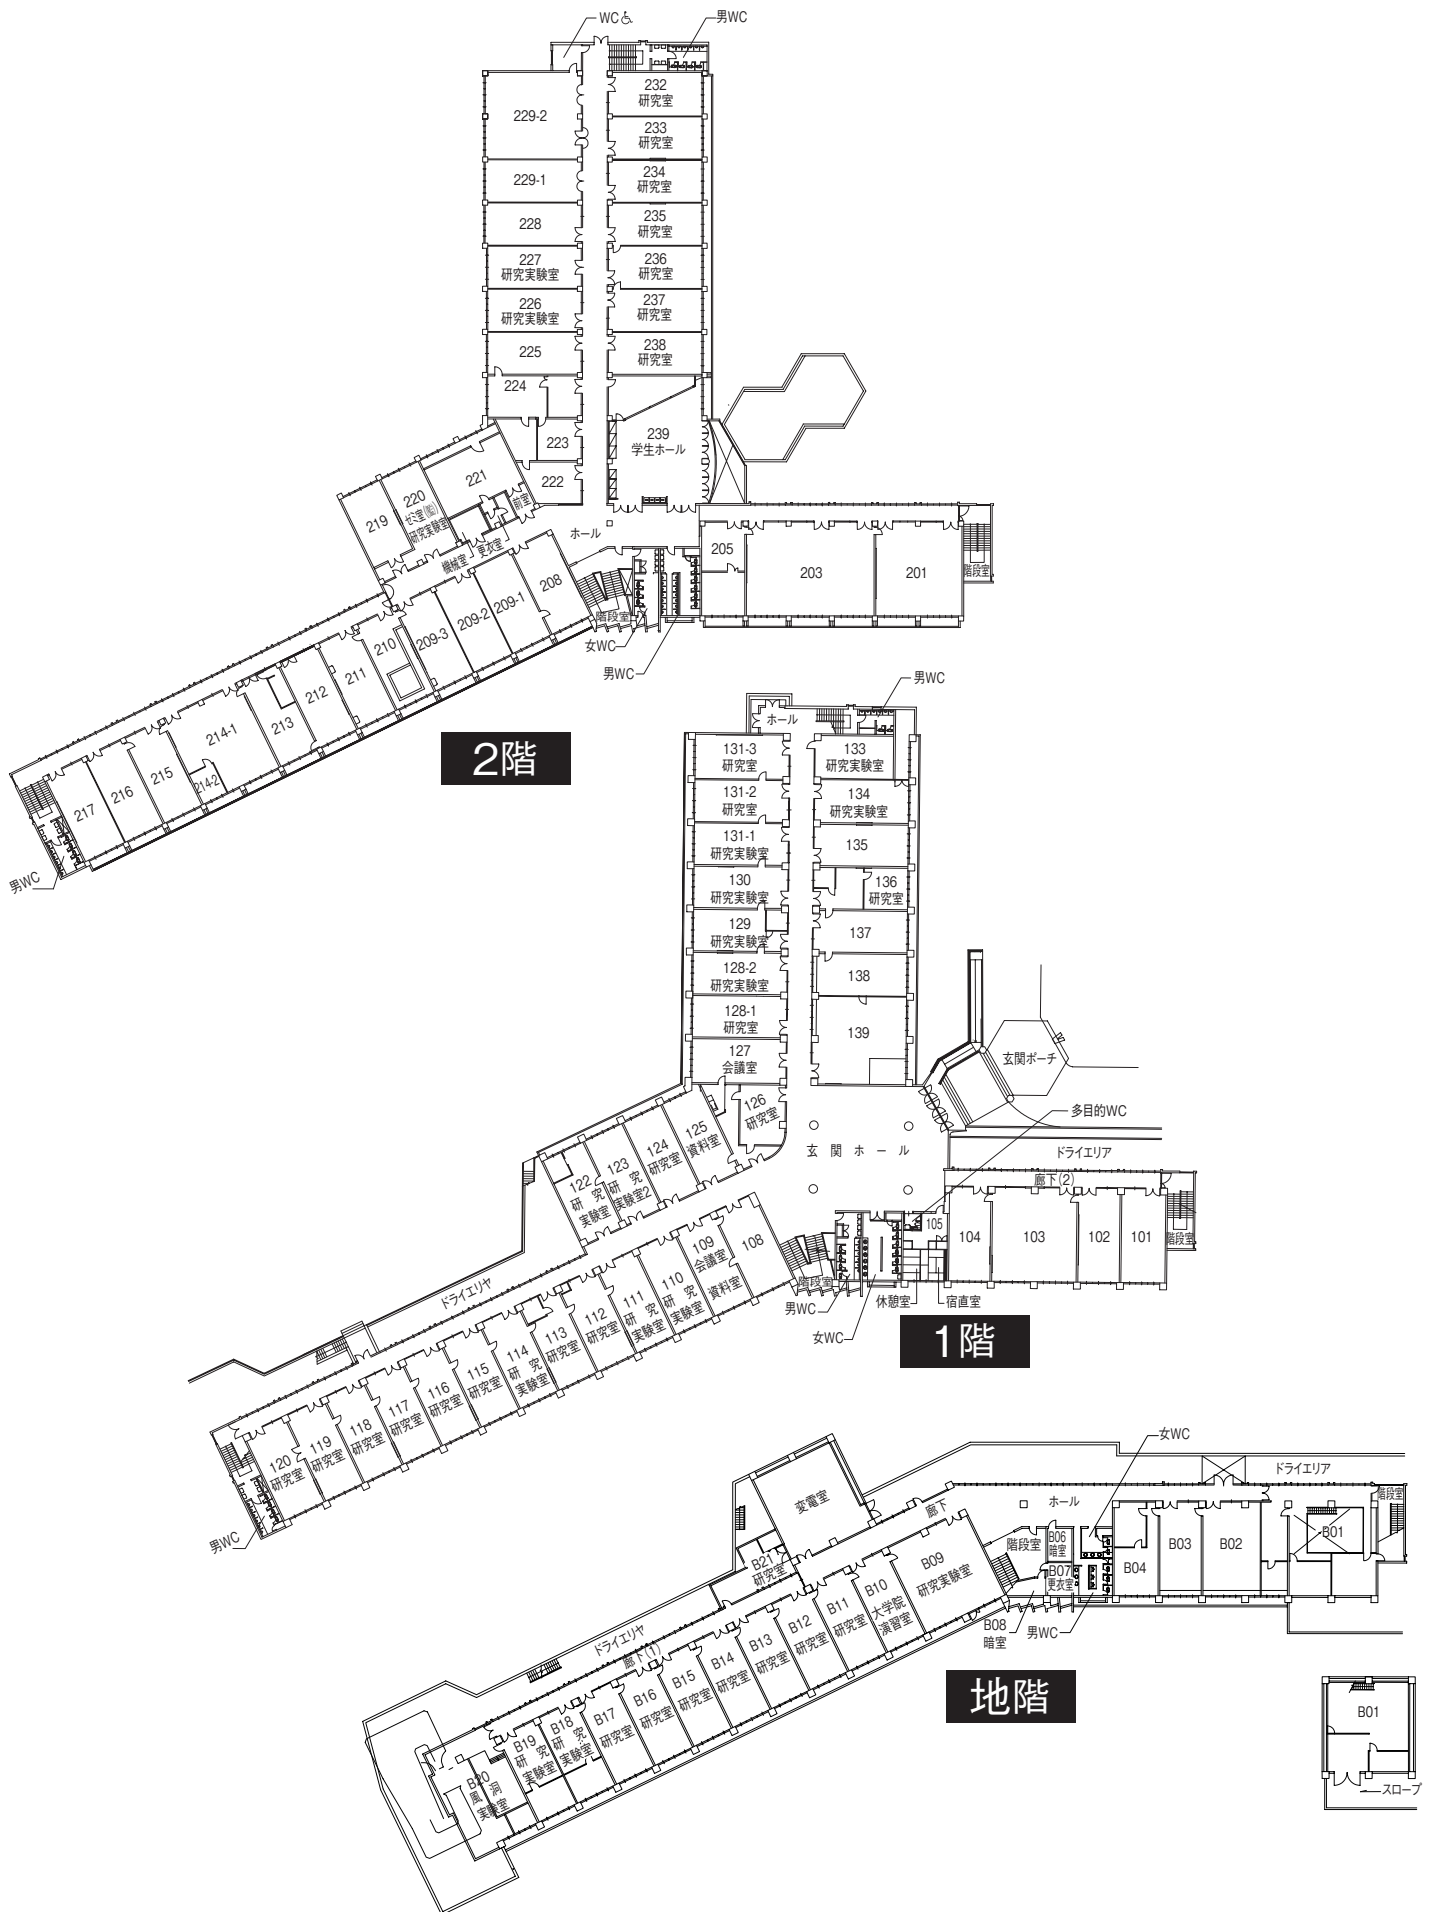 WC
男WC
232
研究室
229-2
233
研究室
229-1
234
研究室
228
235
研究室
227
研究実験室
236
研究室
226
研究実験室
237
研究室
225
238
研究室
224
223
239
学生ホール
222
221
前室
220
ゼミ室
研究実験室
219
更衣室
機械室
ホール
205
203
201
階段室
208
209-1
209-2
209-3
210
211
212
213
214-1
214-2
215
216
217
階段室
女WC
男WC
男WC
2階
男WC
ホール
131-3
研究室
133
研究実験室
131-2
研究室
134
研究実験室
131-1
研究実験室
135
130
研究実験室
136
研究室
129
研究実験室
137
128-2
研究実験室
138
128-1
研究室
139
127
会議室
玄関ポーチ
126
研究室
多目的WC
125
資料室
124
研究室
123
研究
実験室2
122
研究
実験室
玄関ホール
ドライエリア
廊下(2)
105
104
103
102
101
階段室
108
109
会議室
資料室
110
研究
実験室
111
研究
実験室
112
研究室
113
研究室
114
研究
実験室
115
研究室
116
研究室
117
研究室
118
研究室
119
研究室
120
研究室
ドライエリヤ
階段室
男WC
女WC
休憩室
宿直室
男WC
1階
女WC
ドライエリア
変電室
廊下
ホール
階段室
B01
B02
B03
B04
B06
暗室
B07
更衣室
階段室
B08
暗室
男WC
B21
研究室
B09
研究実験室
B10
大学院
演習室
B11
研究室
B12
研究室
B13
研究室
B14
研究室
B15
研究室
B16
研究室
B17
研究室
B18
研究
実験室
B19
研究
実験室
B20
風洞
実験室
ドライエリヤ
廊下(1)
地階
B01
スロープ